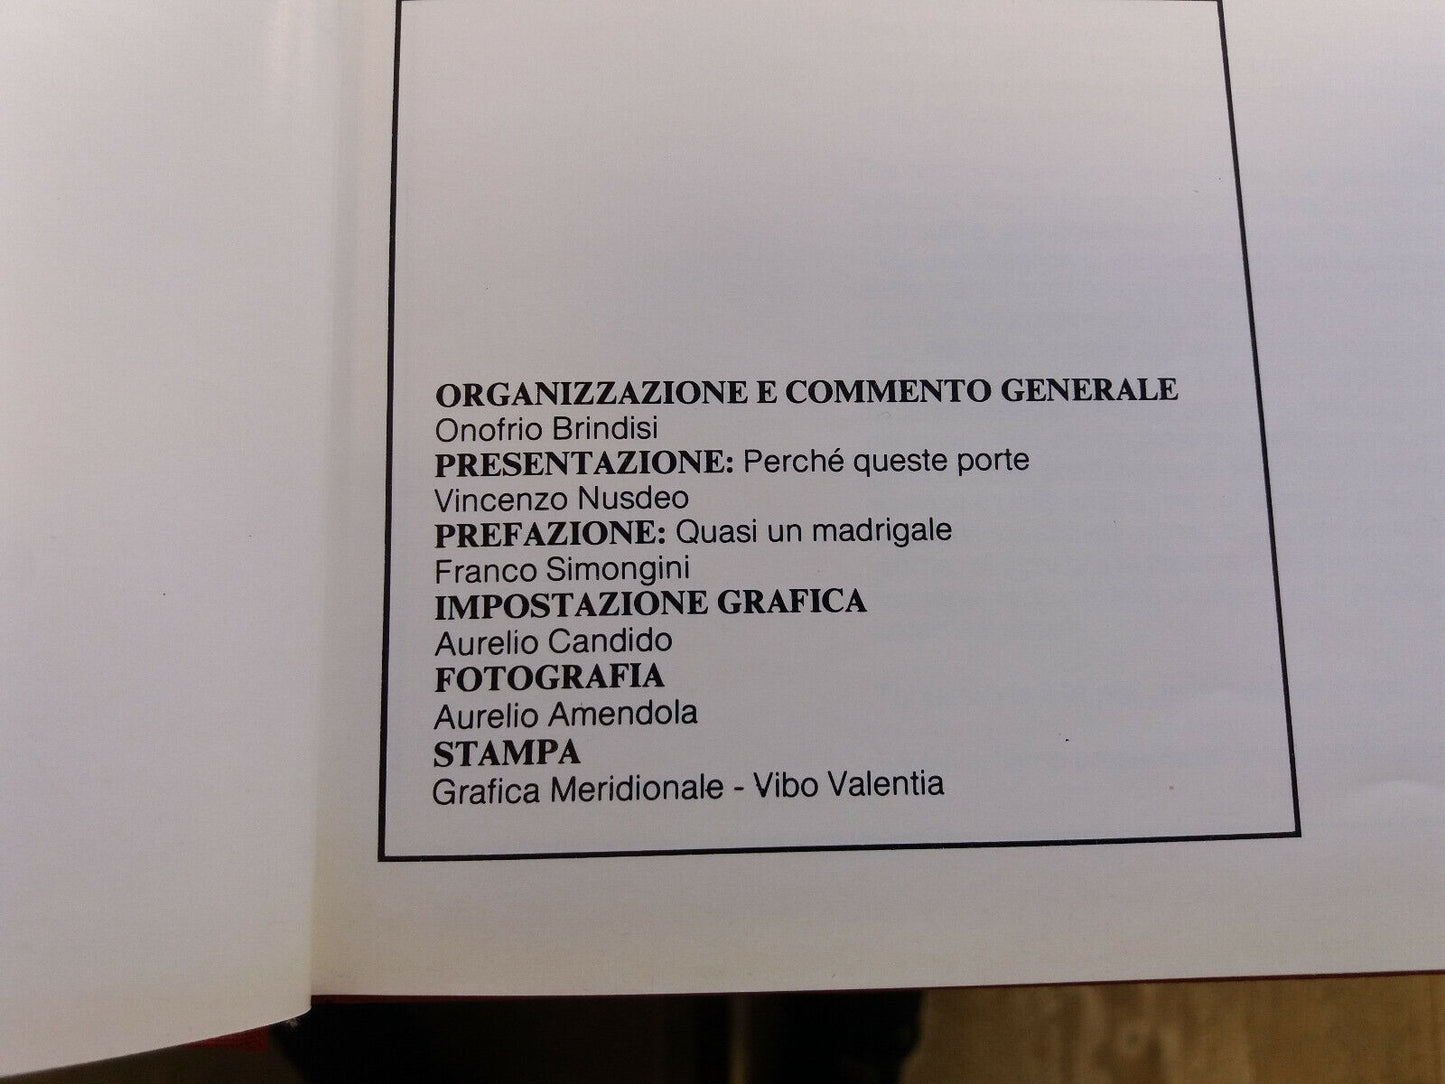 ORGANIZZAZIONE E COMMENTO GENERALE
Onofrio Brindisi
PRESENTAZIONE: Perché queste porte
Vincenzo Nusdeo
PREFAZIONE: Quasi un madrigale
Franco Simongini
IMPOSTAZIONE GRAFICA
Aurelio Candido
FOTOGRAFIA
Aurelio Amendola
STAMPA
Grafica Meridionale - Vibo Valentia